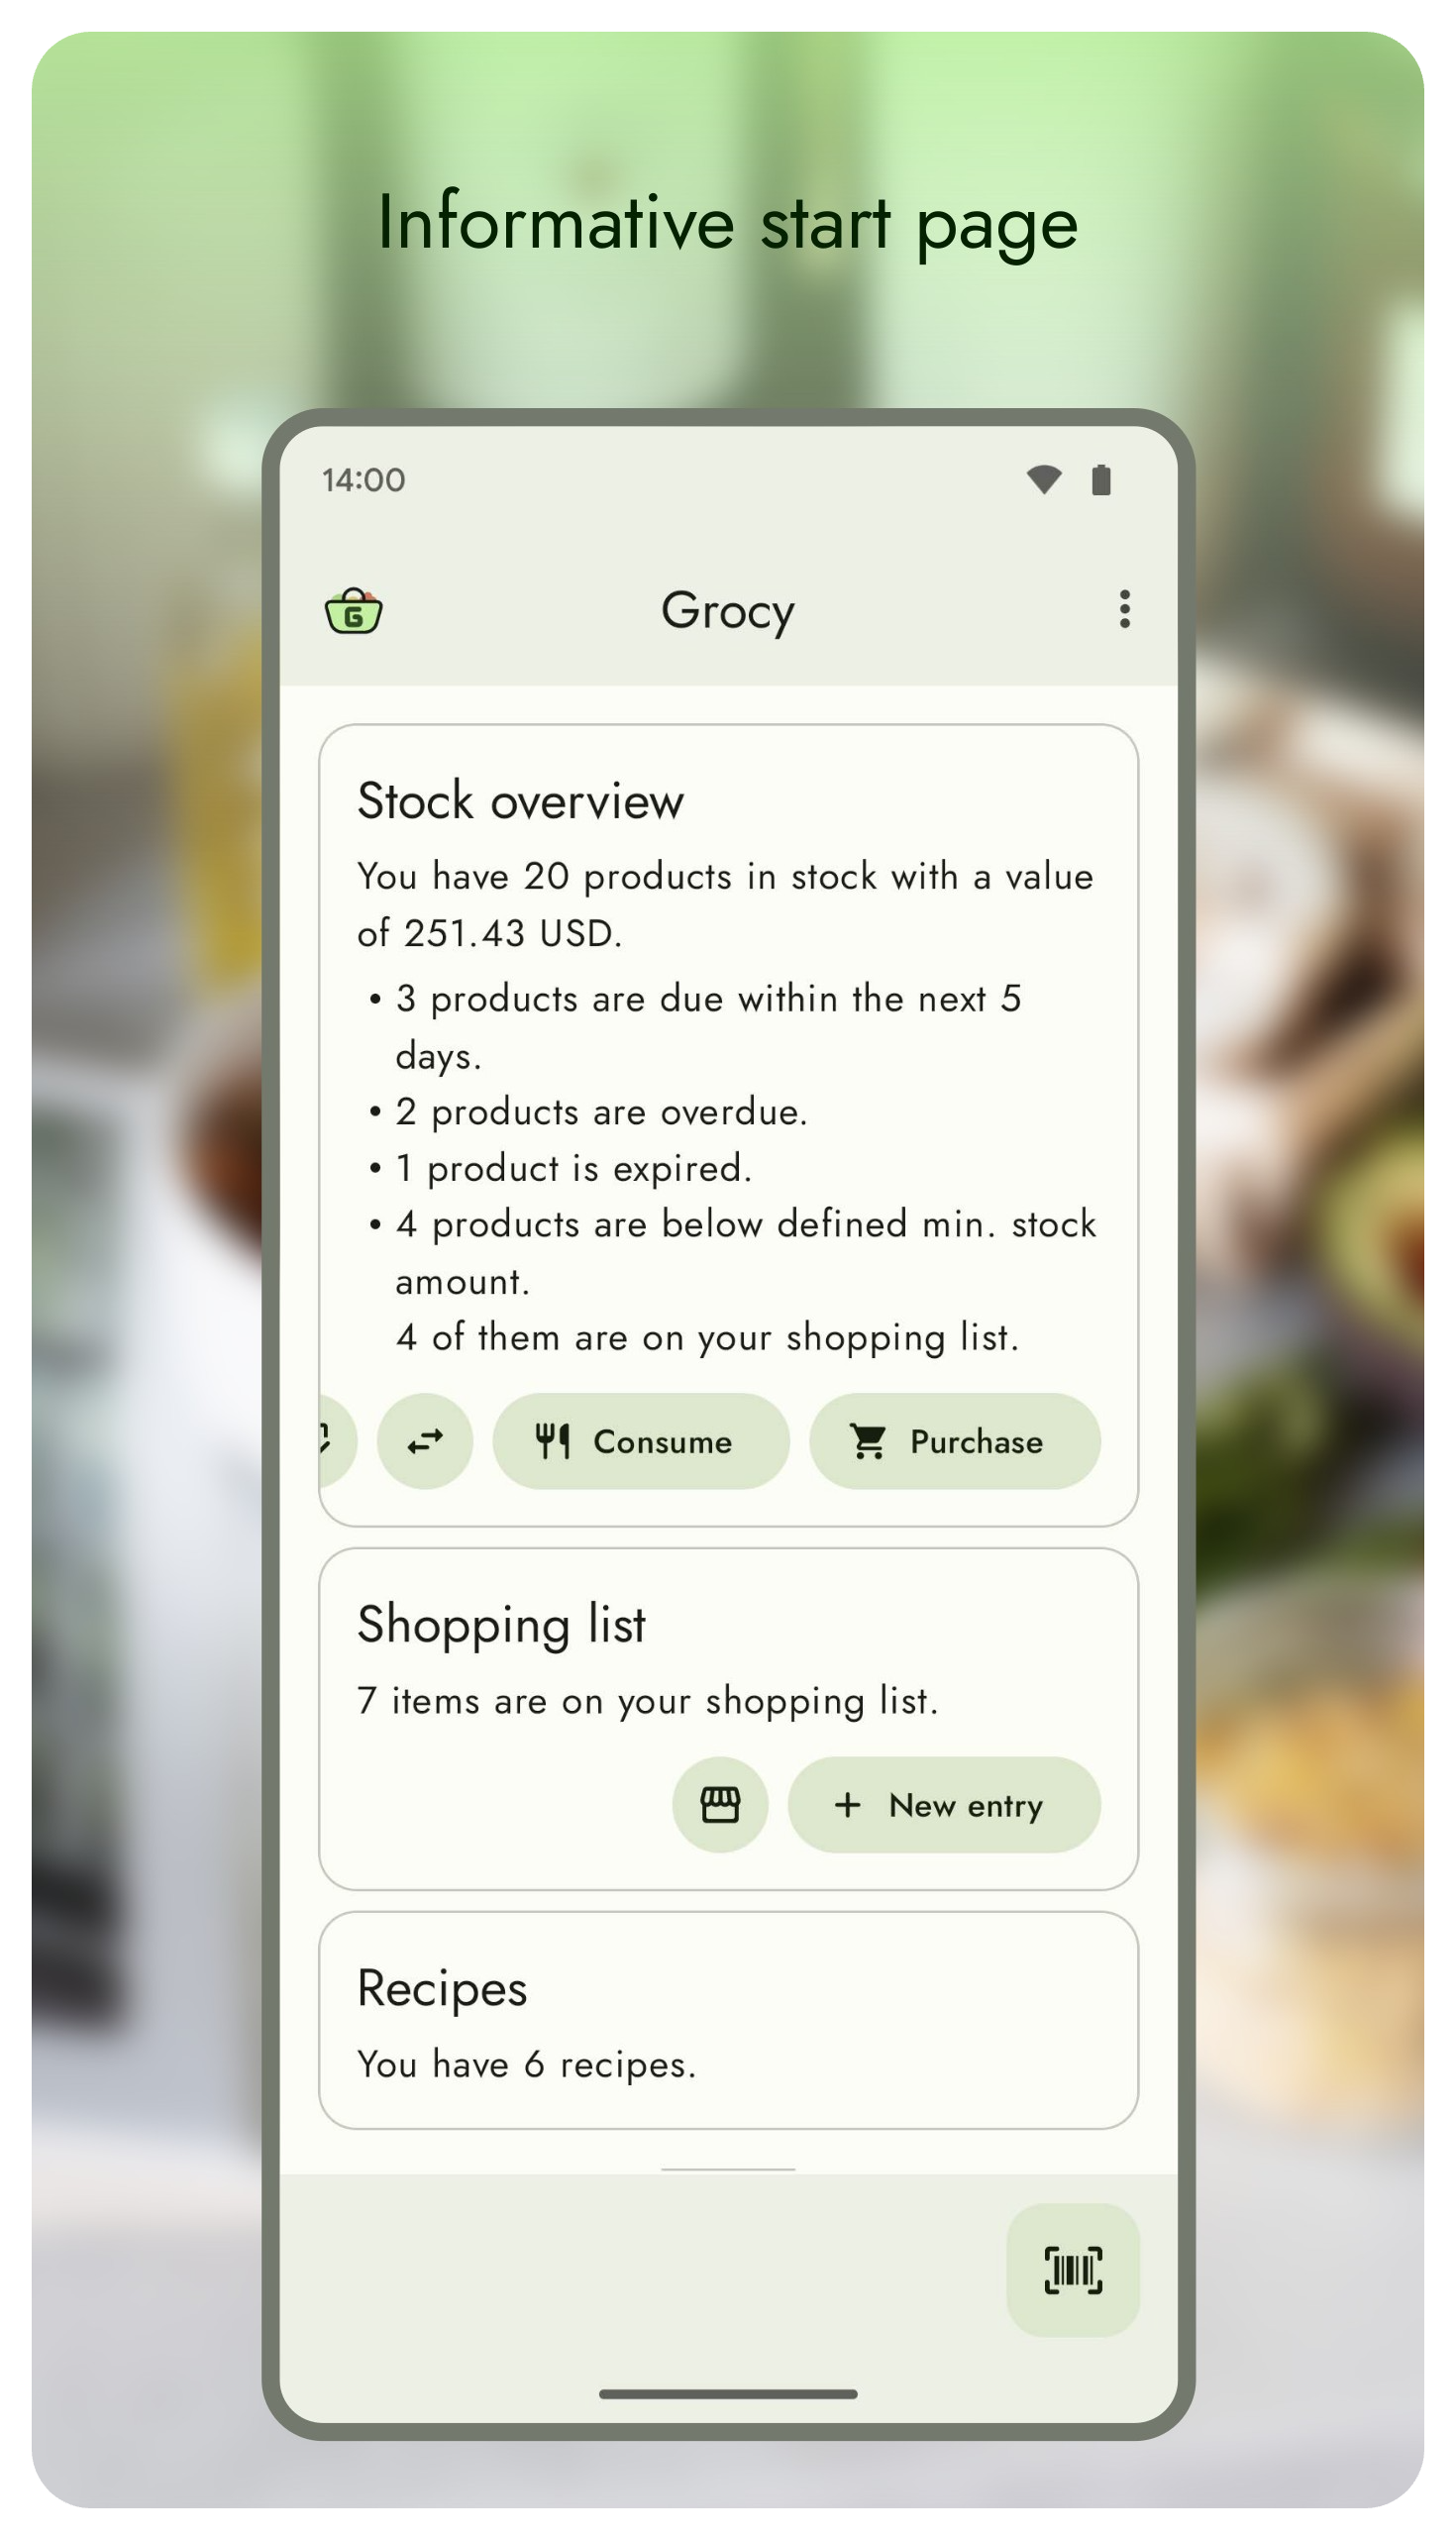 Informative start page
14:00
G
Grocy
Stock overview
You have 20 products in stock with a value
of 251.43 USD.
• 3 products are due within the next 5
days.
• 2 products are overdue.
• 1 product is expired.
• 4 products are below defined min. stock
amount.
4 of them are on your shopping list.
Consume
Purchase
Shopping list
7 items are on your shopping list.
+ New entry
Recipes
You have 6 recipes.